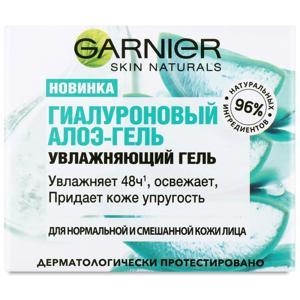 GARNIER
SKIN NATURALS
НОВИНКА
НАТУРАЛЬНЫХ
96%
ИНГРЕДИЕНТОВ
ГИАЛУРОНОВЫЙ
АЛОЭ-ГЕЛЬ
УВЛАЖНЯЮЩИЙ ГЕЛЬ
Увлажняет 48ч¹, освежает,
Придает коже упругость
ДЛЯ НОРМАЛЬНОЙ И СМЕШАННОЙ КОЖИ ЛИЦА
ДЕРМАТОЛОГИЧЕСКИ ПРОТЕСТИРОВАНО